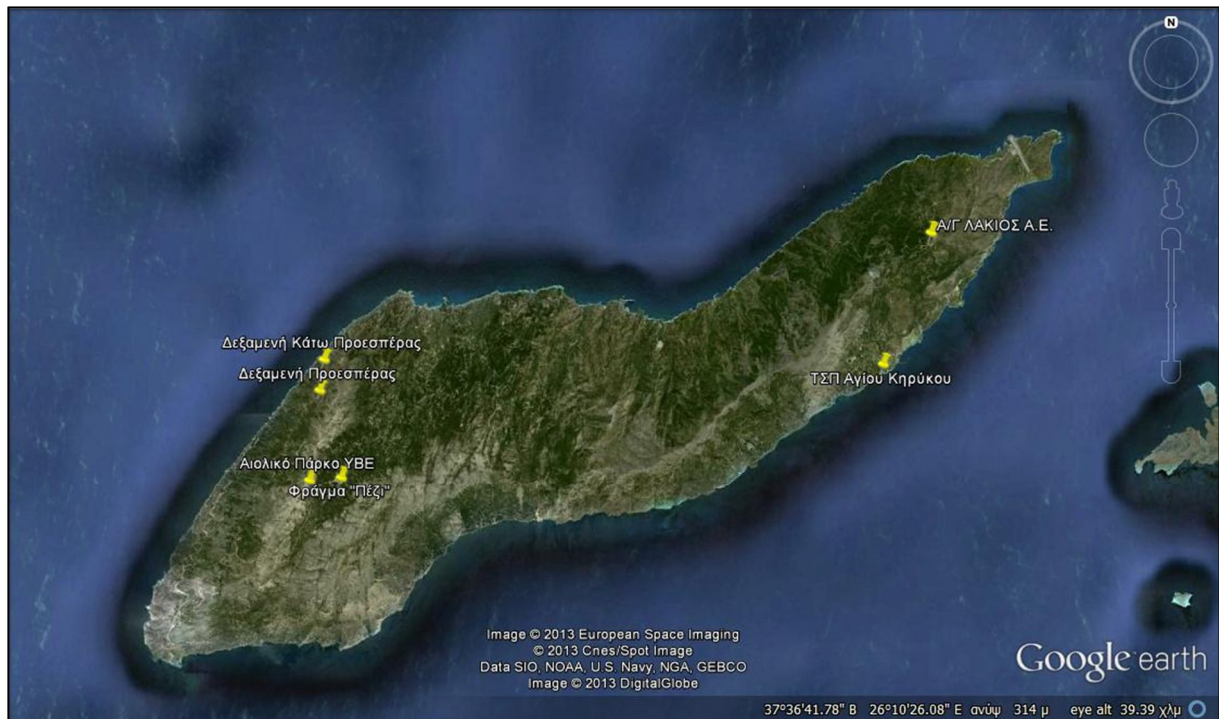 N
Α/Γ ΛΑΚΙΟΣ Α.Ε.
Δεξαμενή Κάτω Προεσπέρας
Δεξαμενή Προεσπέρας
ΤΣΠ Αγίου Κηρύκου
Αιολικό Πάρκο ΥΒΕ
Φράγμα "Πέζι"
Image © 2013 European Space Imaging
© 2013 Cnes/Spot Image
Data SIO, NOAA, U.S. Navy, NGA, GEBCO
Image © 2013 DigitalGlobe
Google earth
37°36'41.78" Β 26°10'26.08" Ε ανύψ 314 μ eye alt 39.39 χλμ